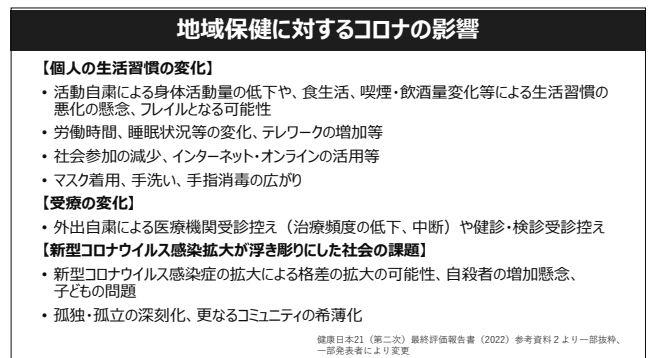 地域保健に対するコロナの影響
【個人の生活習慣の変化】
• 活動自粛による身体活動量の低下や、食生活、喫煙・飲酒量変化等による生活習慣の
悪化の懸念、フレイルとなる可能性
• 労働時間、睡眠状況等の変化、テレワークの増加等
• 社会参加の減少、インターネット・オンラインの活用等
• マスク着用、手洗い、手指消毒の広がり
【受療の変化】
• 外出自粛による医療機関受診控え（治療頻度の低下、中断）や健診・検診受診控え
【新型コロナウイルス感染拡大が浮き彫りにした社会の課題】
• 新型コロナウイルス感染症の拡大による格差の拡大の可能性、自殺者の増加懸念、
子どもの問題
• 孤独・孤立の深刻化、更なるコミュニティの希薄化
健康日本21（第二次）最終評価報告書（2022）参考資料２より一部抜粋、
一部発表者により変更